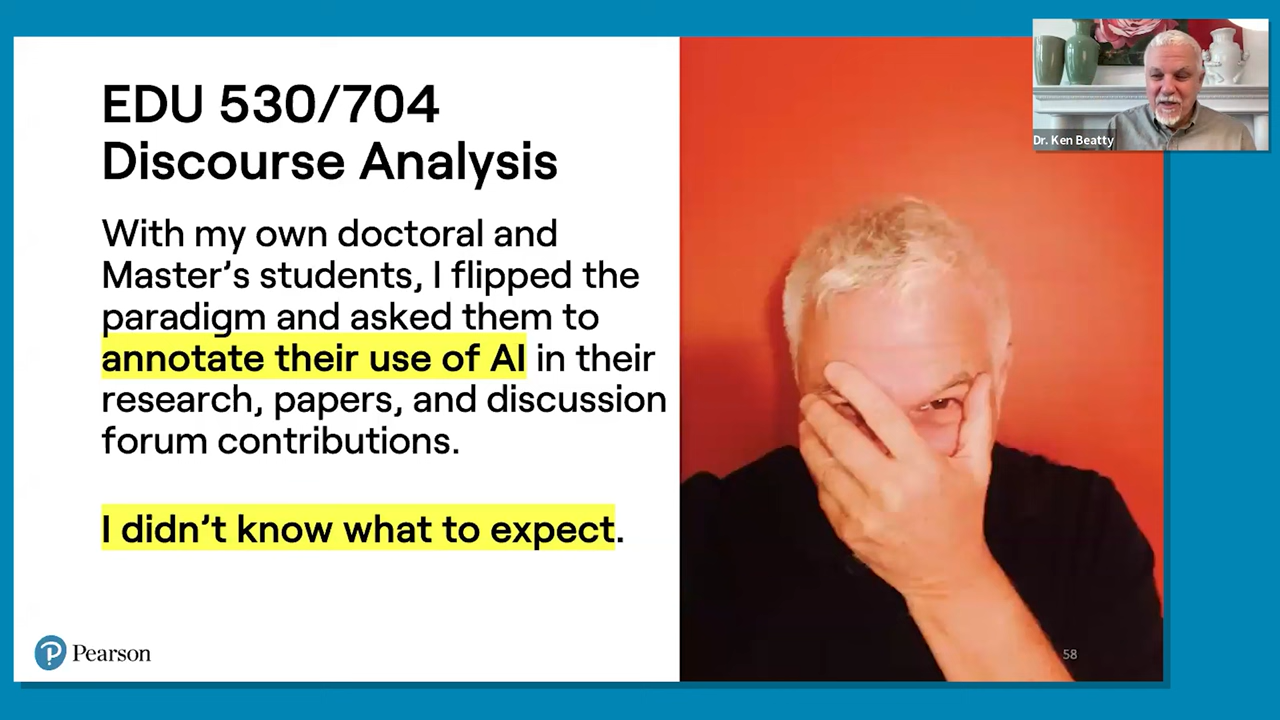 EDU 530/704
Discourse Analysis
With my own doctoral and
Master’s students, I flipped the
paradigm and asked them to
annotate their use of AI in their
research, papers, and discussion
forum contributions.
I didn’t know what to expect.
Pearson
58
Dr. Ken Beatty